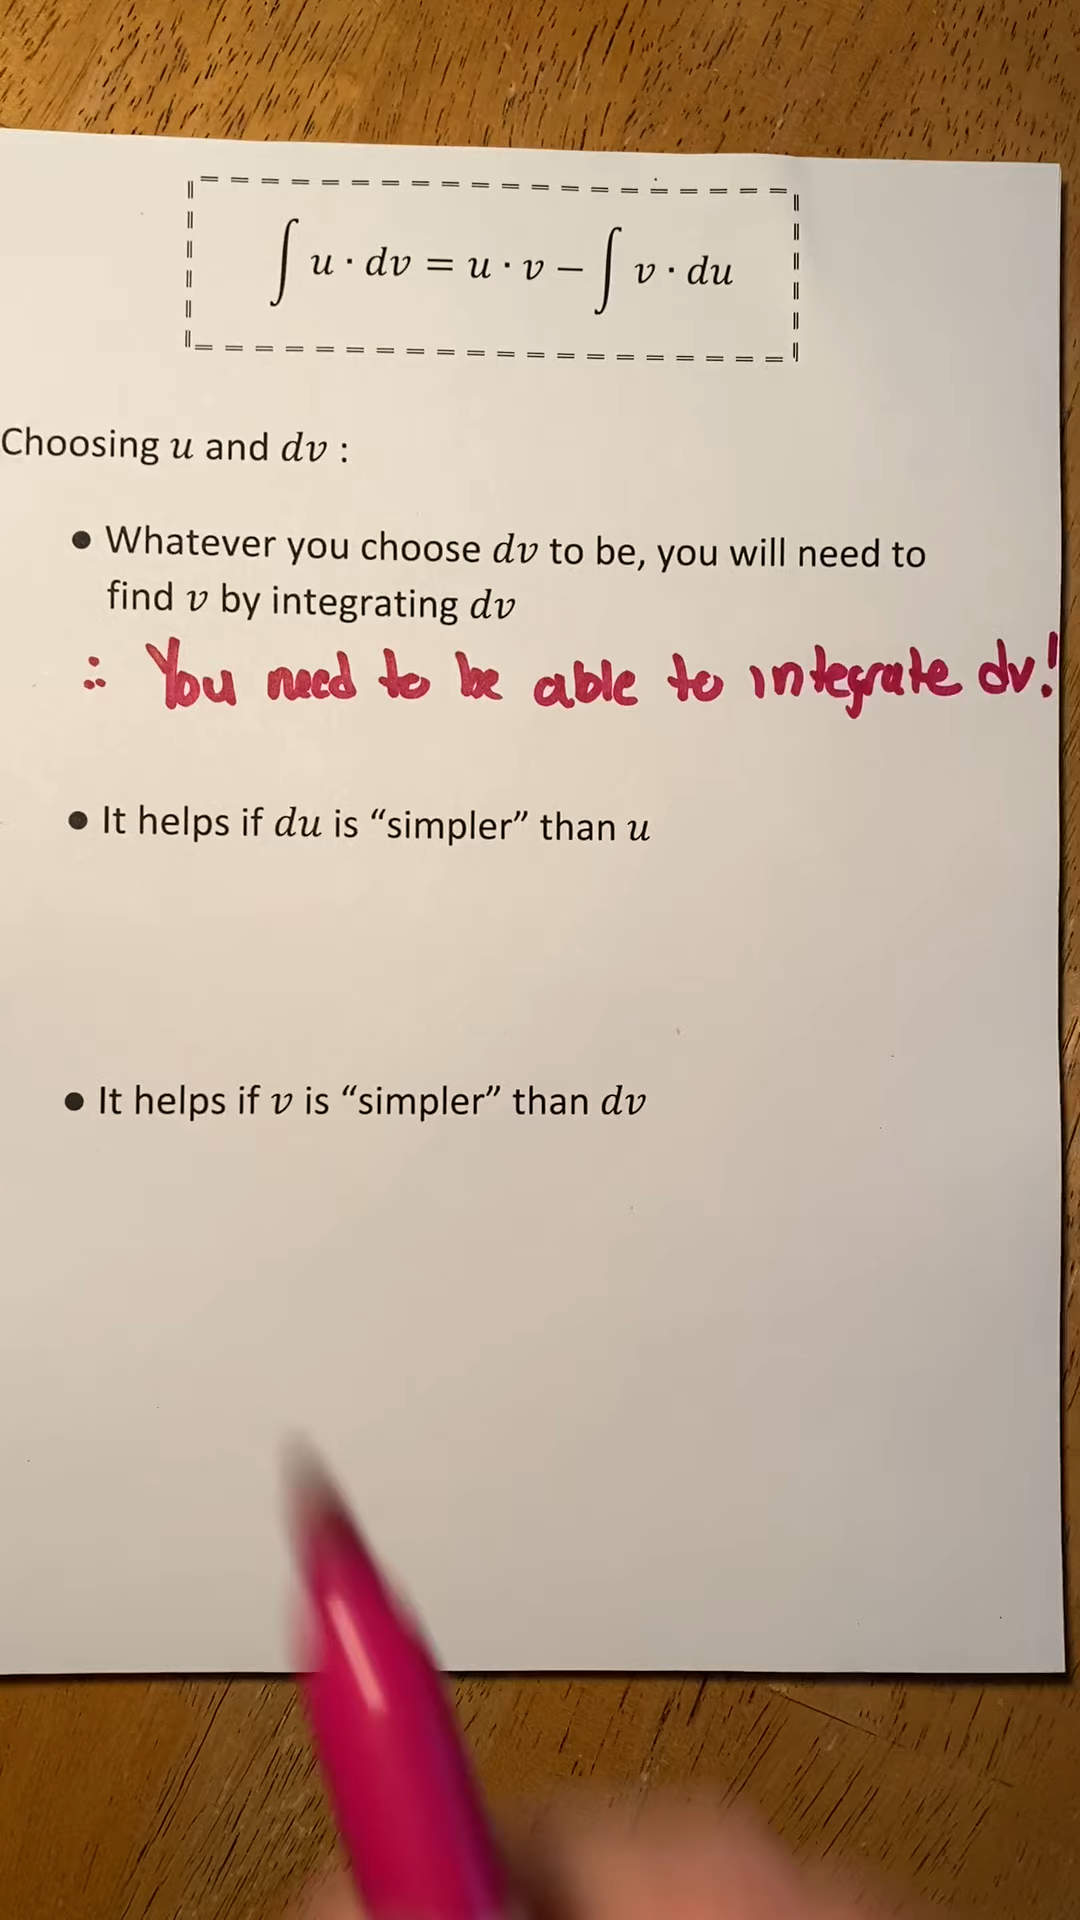 ∫ u · dv = u · v − ∫ v · du
Choosing u and dv :
● Whatever you choose dv to be, you will need to
find v by integrating dv
∴ You need to be able to integrate dv!
● It helps if du is “simpler” than u
● It helps if v is “simpler” than dv